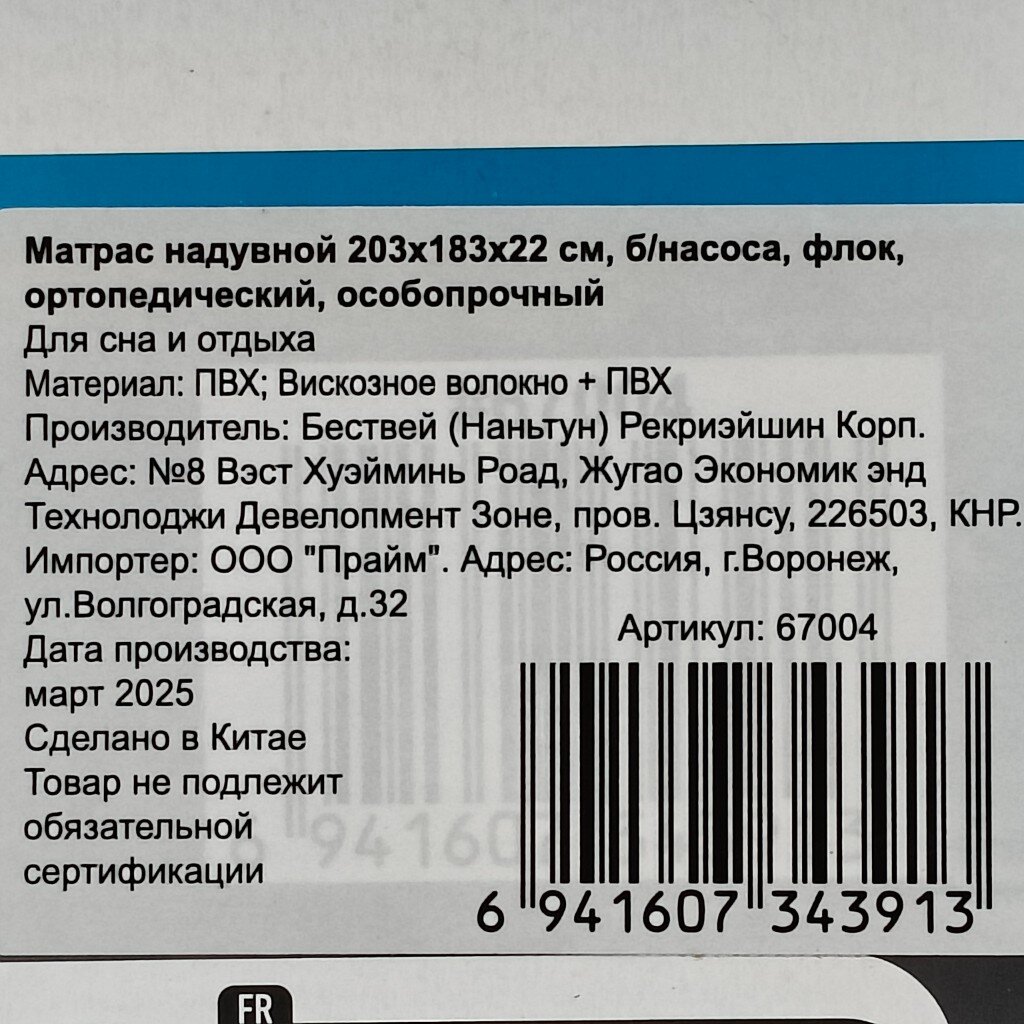 Матрас надувной 203х183х22 см, б/насоса, флок,
ортопедический, особопрочный
Для сна и отдыха
Материал: ПВХ; Вискозное волокно + ПВХ
Производитель: Бествей (Наньтун) Рекриэйшин Корп.
Адрес: №8 Вэст Хуэйминь Роад, Жугао Экономик энд
Технолоджи Девелопмент Зоне, пров. Цзянсу, 226503, КНР.
Импортер: ООО "Прайм". Адрес: Россия, г.Воронеж,
ул.Волгоградская, д.32
Артикул: 67004
Дата производства:
март 2025
Сделано в Китае
Товар не подлежит
обязательной
сертификации
6 941607 343913
FR